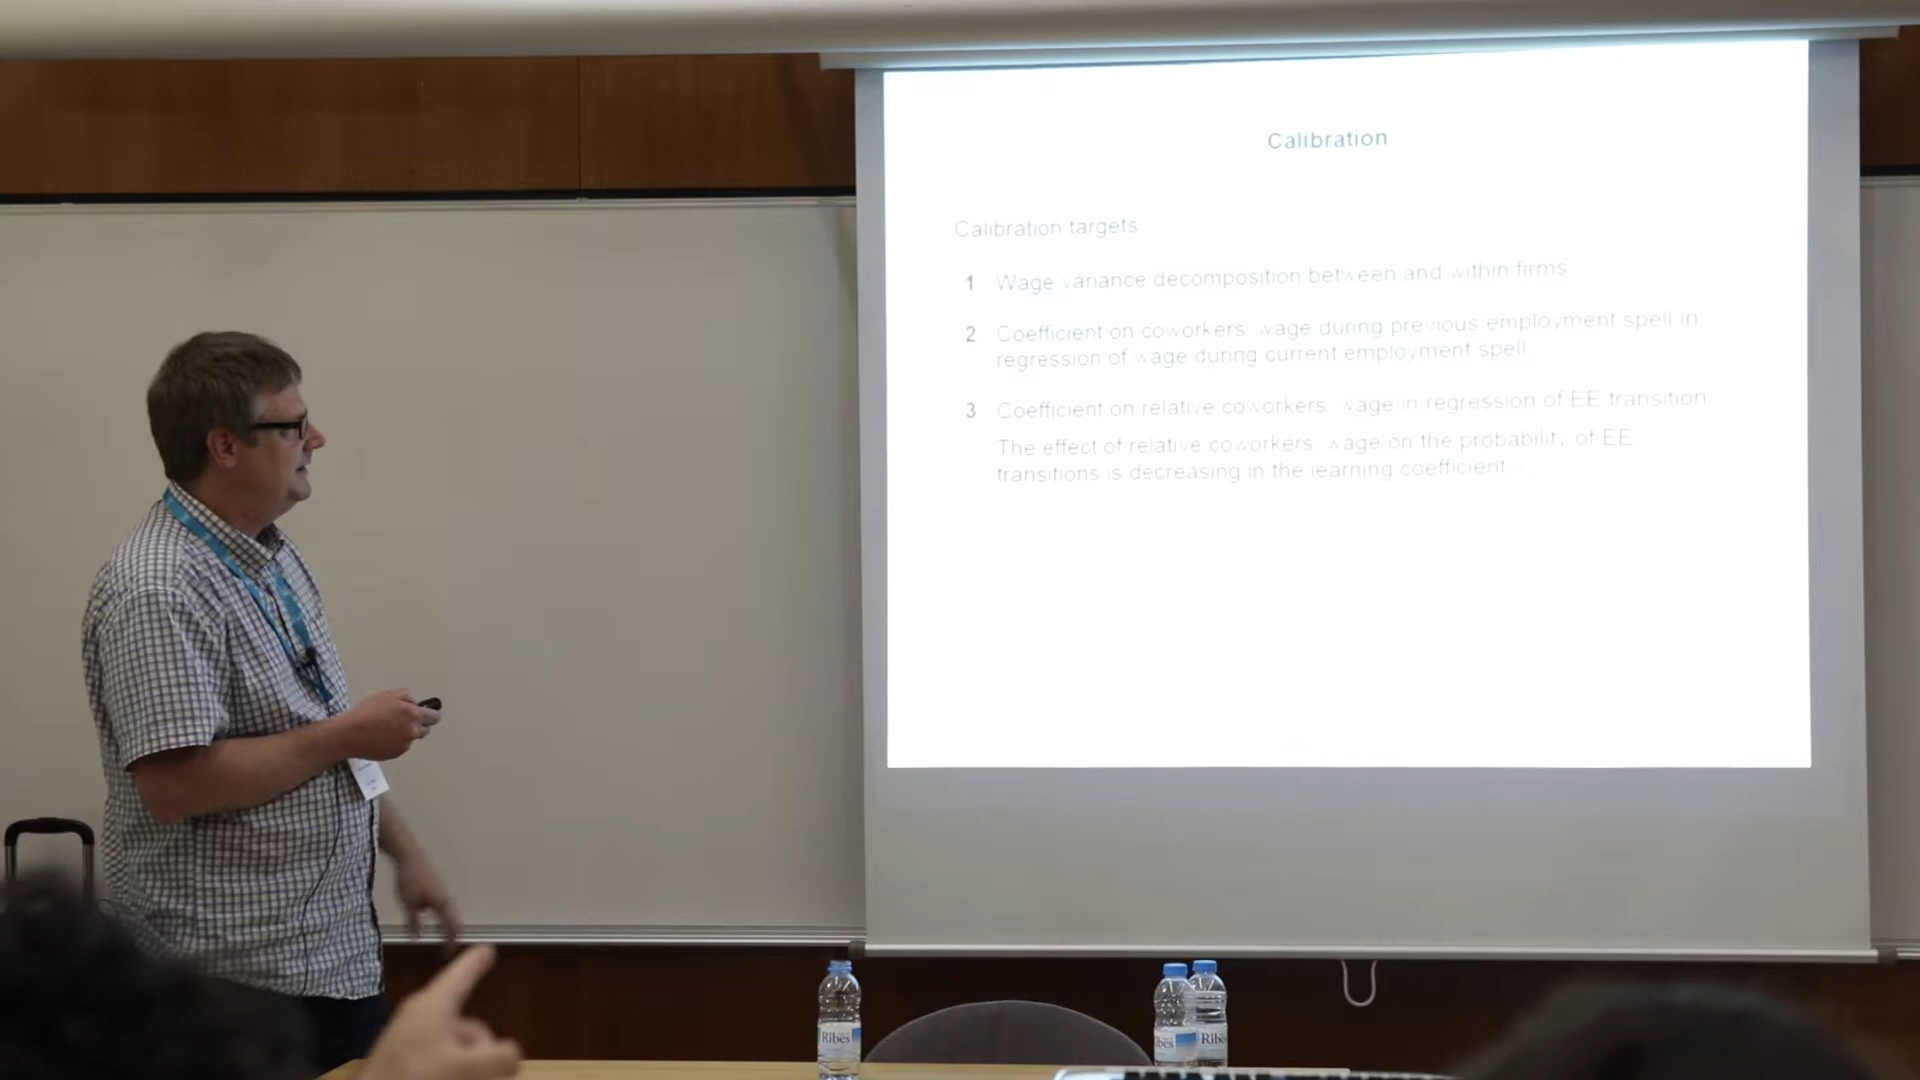 Calibration
Calibration targets
1 Wage variance decomposition between and within firms
2 Coefficient on coworkers' wage during previous employment spell in
regression of wage during current employment spell
3 Coefficient on relative coworkers' wage in regression of EE transition
The effect of relative coworkers' wage on the probability of EE
transitions is decreasing in the learning coefficient
Ribes
ibes
Ribe